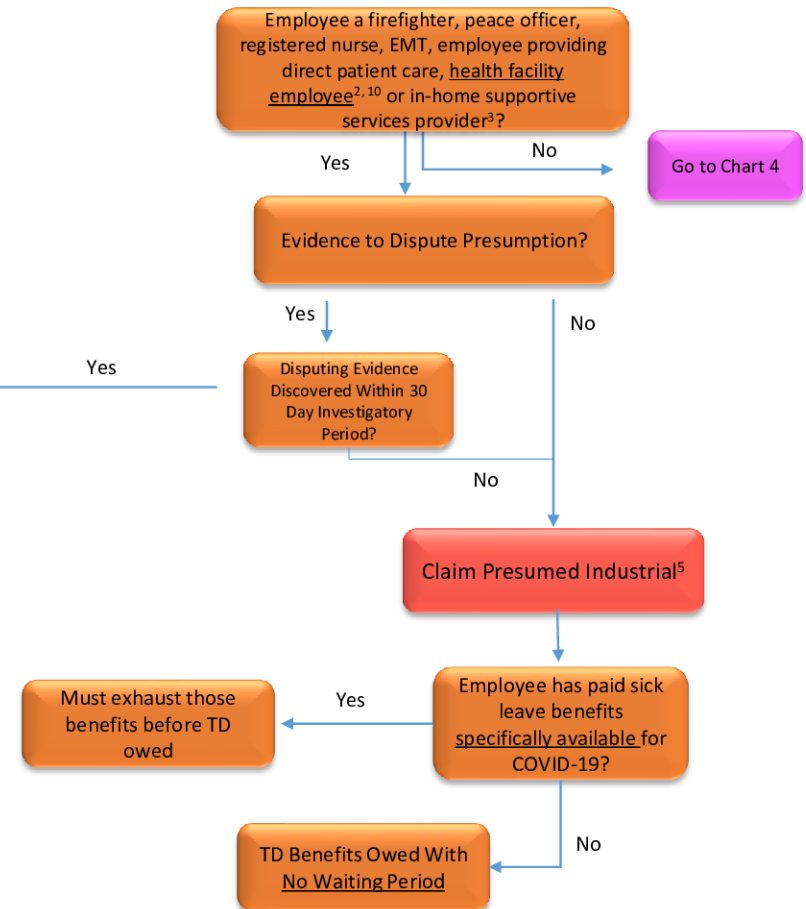 Employee a firefighter, peace officer,
registered nurse, EMT, employee providing
direct patient care, health facility
employee2, 10 or in-home supportive
services provider3?
No
Yes
Go to Chart 4
Evidence to Dispute Presumption?
Yes
No
Yes
Disputing Evidence
Discovered Within 30
Day Investigatory
Period?
No
Claim Presumed Industrial5
Employee has paid sick
leave benefits
specifically available for
COVID-19?
Yes
Must exhaust those
benefits before TD
owed
No
TD Benefits Owed With
No Waiting Period